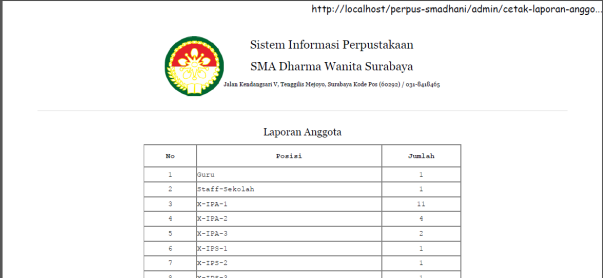 http://localhost/perpus-smadhani/admin/cetak-laporan-anggo...
Sistem Informasi Perpustakaan
SMA Dharma Wanita Surabaya
Jalan Kendangsari V, Tenggilis Mejoyo, Surabaya Kode Pos (60292) / 031-8418465
Laporan Anggota
No Posisi Jumlah
1 Guru 1
2 Staff-Sekolah 1
3 X-IPA-1 11
4 X-IPA-2 4
5 X-IPA-3 2
6 X-IPS-1 1
7 X-IPS-2 1
8 X-IPS-3 1